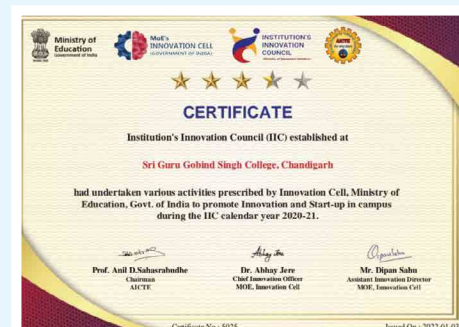 Ministry of
Education
Government of India
MoE's
INNOVATION CELL
(GOVERNMENT OF INDIA)
INSTITUTION'S
INNOVATION
COUNCIL
AICTE
CERTIFICATE
Institution's Innovation Council (IIC) established at
Sri Guru Gobind Singh College, Chandigarh
had undertaken various activities prescribed by Innovation Cell, Ministry of
Education, Govt. of India to promote Innovation and Start-up in campus
during the IIC calendar year 2020-21.
Prof. Anil D.Sahasrabudhe
Chairman
AICTE
Dr. Abhay Jere
Chief Innovation Officer
MOE, Innovation Cell
Mr. Dipan Sahu
Assistant Innovation Director
MOE, Innovation Cell